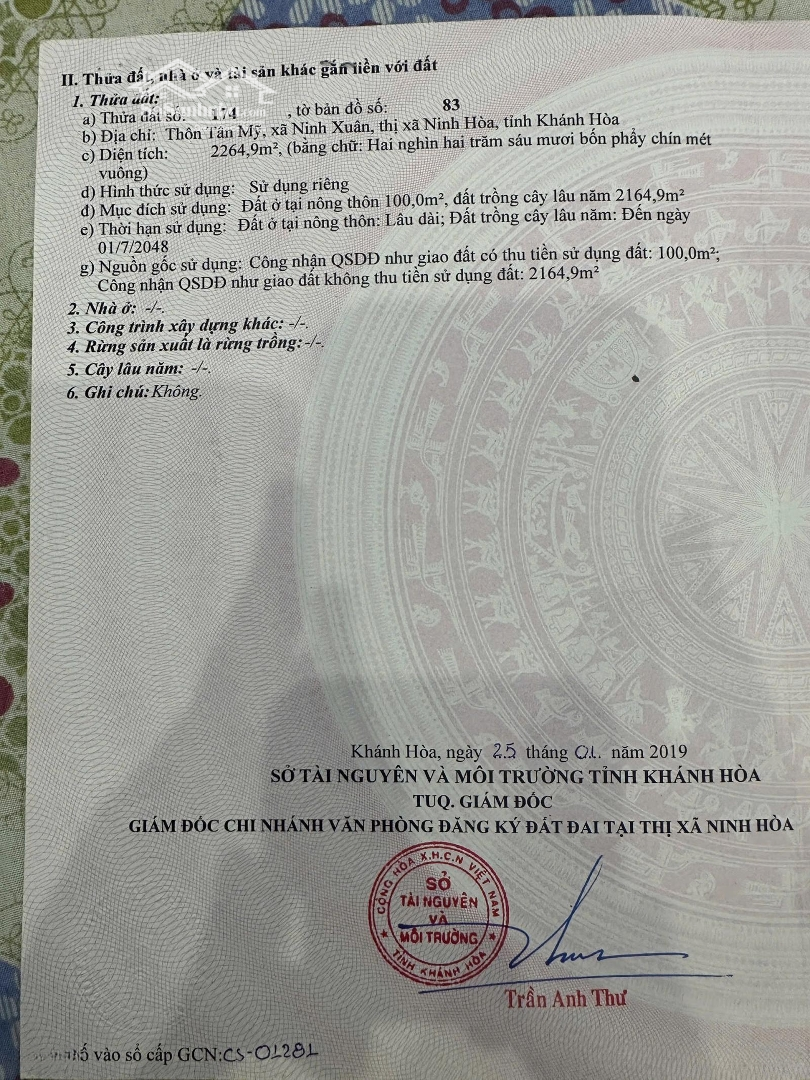 II. Thửa đất, nhà ở và tài sản khác gắn liền với đất
1. Thửa đất:
a) Thửa đất số: 174 , tờ bản đồ số: 83
b) Địa chỉ: Thôn Tân Mỹ, xã Ninh Xuân, thị xã Ninh Hòa, tỉnh Khánh Hòa
c) Diện tích: 2264,9m², (bằng chữ: Hai nghìn hai trăm sáu mươi bốn phẩy chín mét
vuông)
d) Hình thức sử dụng: Sử dụng riêng
đ) Mục đích sử dụng: Đất ở tại nông thôn 100,0m², đất trồng cây lâu năm 2164,9m²
e) Thời hạn sử dụng: Đất ở tại nông thôn: Lâu dài; Đất trồng cây lâu năm: Đến ngày
01/7/2048
g) Nguồn gốc sử dụng: Công nhận QSDĐ như giao đất có thu tiền sử dụng đất: 100,0m²;
Công nhận QSDĐ như giao đất không thu tiền sử dụng đất: 2164,9m²
2. Nhà ở: -/-.
3. Công trình xây dựng khác: -/-.
4. Rừng sản xuất là rừng trồng: -/-.
5. Cây lâu năm: -/-.
6. Ghi chú: Không.
Khánh Hòa, ngày 25 tháng 01. năm 2019
SỞ TÀI NGUYÊN VÀ MÔI TRƯỜNG TỈNH KHÁNH HÒA
TUQ. GIÁM ĐỐC
GIÁM ĐỐC CHI NHÁNH VĂN PHÒNG ĐĂNG KÝ ĐẤT ĐAI TẠI THỊ XÃ NINH HÒA
CỘNG HÒA X.H.C.N VIỆT NAM
SỞ
TÀI NGUYÊN
VÀ
MÔI TRƯỜNG
TỈNH KHÁNH HÒA
Trần Anh Thư
số vào sổ cấp GCN: CS-01281